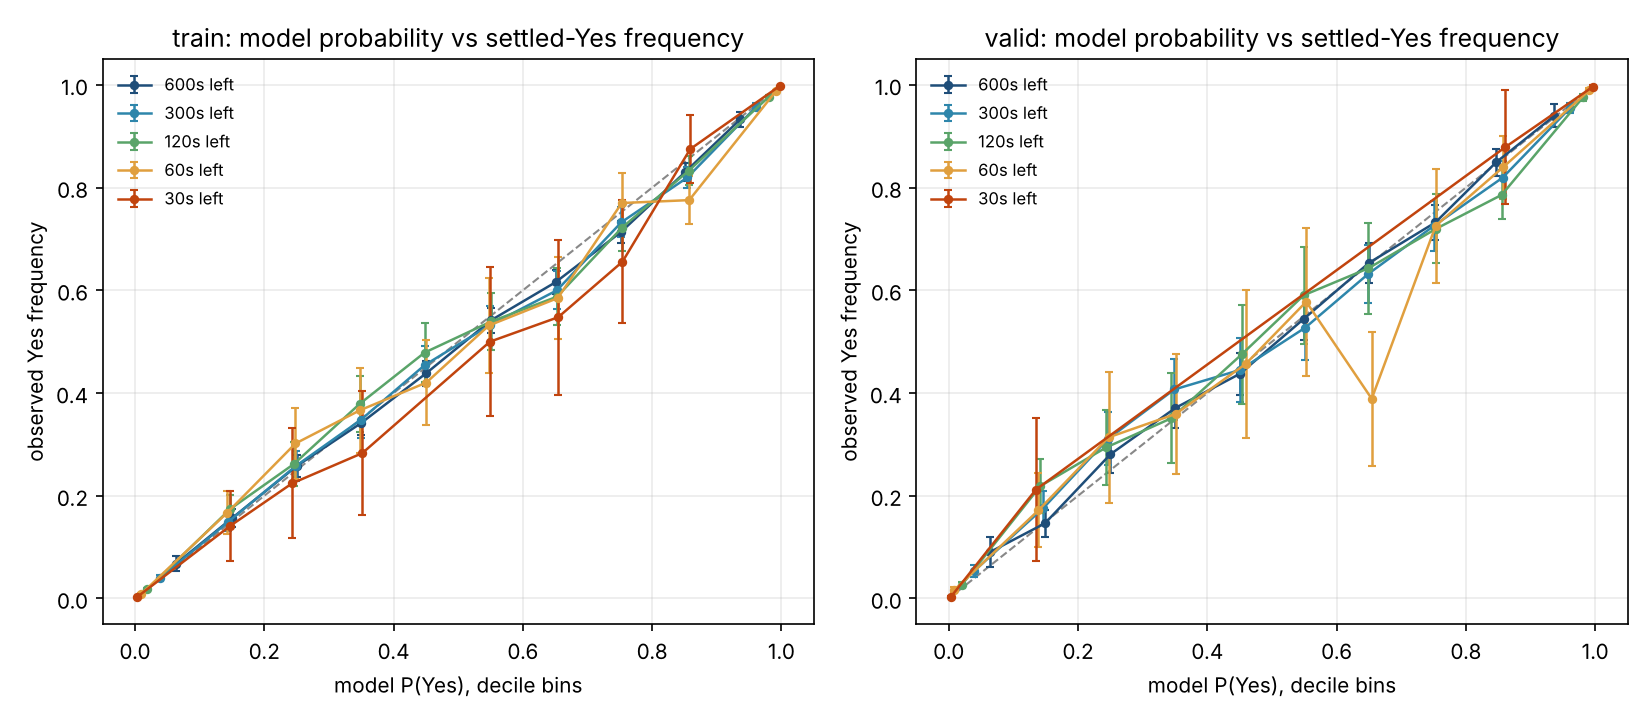 train: model probability vs settled-Yes frequency
600s left
300s left
120s left
60s left
30s left
1.0
0.8
0.6
0.4
0.2
0.0
observed Yes frequency
0.0 0.2 0.4 0.6 0.8 1.0
model P(Yes), decile bins
valid: model probability vs settled-Yes frequency
600s left
300s left
120s left
60s left
30s left
1.0
0.8
0.6
0.4
0.2
0.0
observed Yes frequency
0.0 0.2 0.4 0.6 0.8 1.0
model P(Yes), decile bins